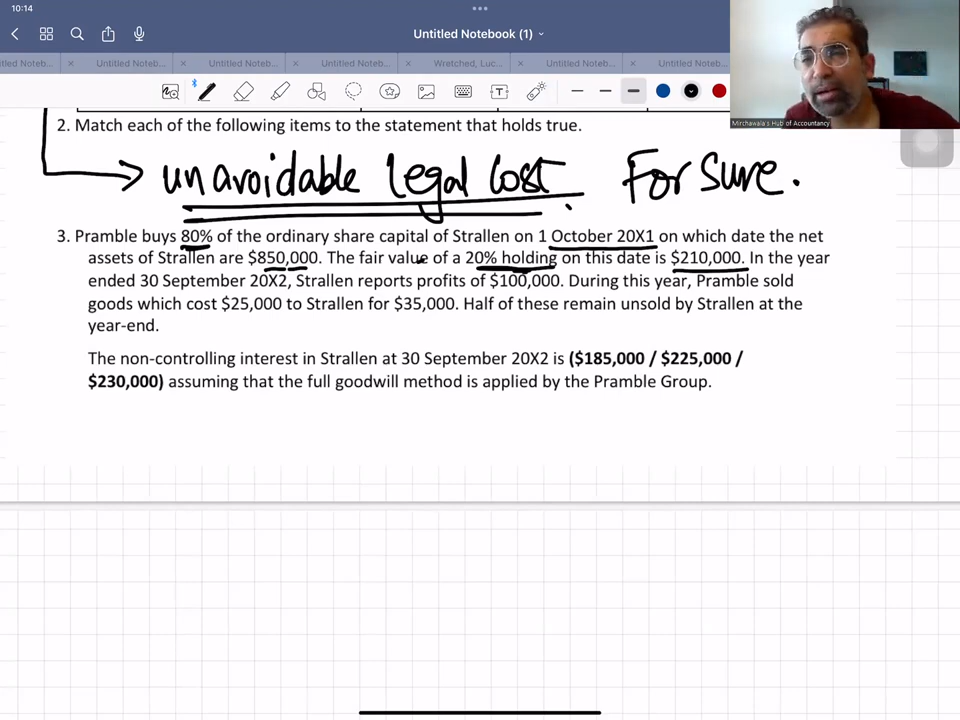 10:14
Untitled Notebook (1)
ntitled Noteb...
Untitled Noteb...
Untitled Noteb...
Untitled Noteb...
Wretched, Luc...
Untitled Noteb...
Untitled Noteb...
Mirchawala's Hub of Accountancy
2. Match each of the following items to the statement that holds true.
unavoidable legal cost. For sure.
3. Pramble buys 80% of the ordinary share capital of Strallen on 1 October 20X1 on which date the net
assets of Strallen are $850,000. The fair value of a 20% holding on this date is $210,000. In the year
ended 30 September 20X2, Strallen reports profits of $100,000. During this year, Pramble sold
goods which cost $25,000 to Strallen for $35,000. Half of these remain unsold by Strallen at the
year-end.
The non-controlling interest in Strallen at 30 September 20X2 is ($185,000 / $225,000 /
$230,000) assuming that the full goodwill method is applied by the Pramble Group.